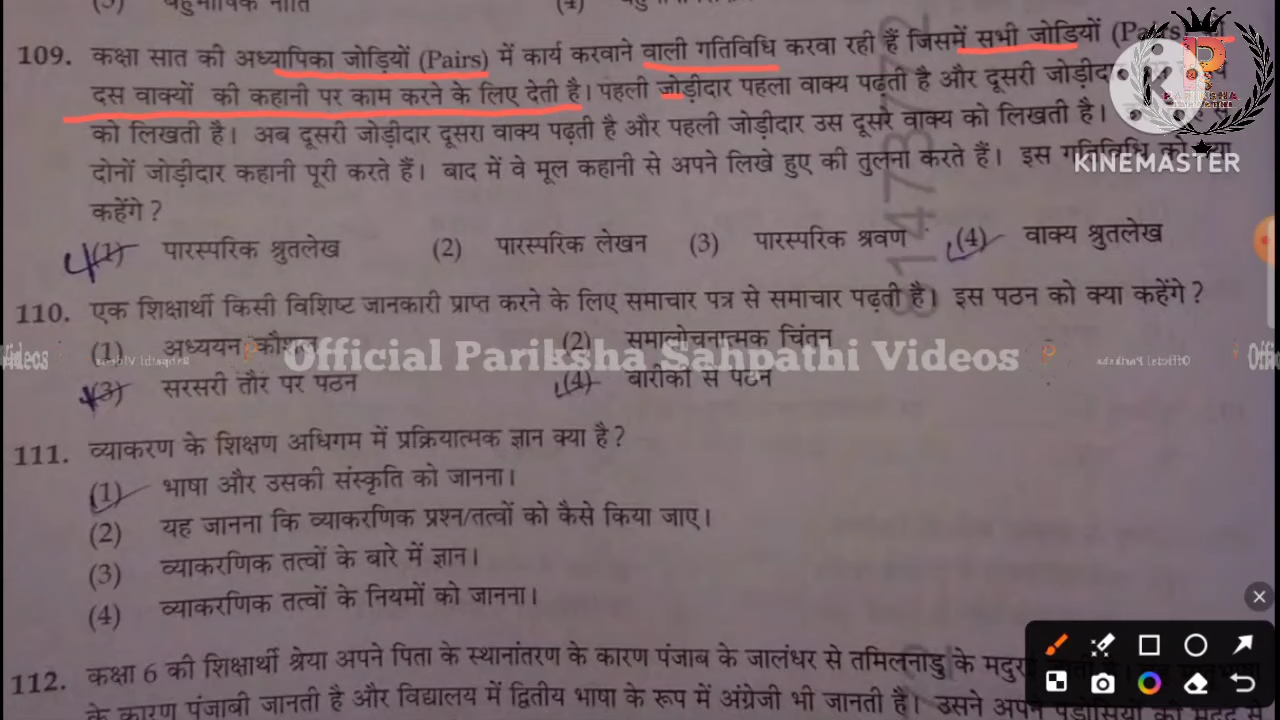 (3) बहुभाषिक नीति (4)
109. कक्षा सात की अध्यापिका जोड़ियों (Pairs) में कार्य करवाने वाली गतिविधि करवा रही हैं जिसमें सभी जोडियों (Pairs)
दस वाक्यों की कहानी पर काम करने के लिए देती है। पहली जोड़ीदार पहला वाक्य पढ़ती है और दूसरी जोड़ीदार
को लिखती है। अब दूसरी जोड़ीदार दूसरा वाक्य पढ़ती है और पहली जोड़ीदार उस दूसरे वाक्य को लिखती है।
दोनों जोड़ीदार कहानी पूरी करते हैं। बाद में वे मूल कहानी से अपने लिखे हुए की तुलना करते हैं। इस गतिविधि को क्या
कहेंगे ?
(1) पारस्परिक श्रुतलेख (2) पारस्परिक लेखन (3) पारस्परिक श्रवण (4) वाक्य श्रुतलेख
110. एक शिक्षार्थी किसी विशिष्ट जानकारी प्राप्त करने के लिए समाचार पत्र से समाचार पढ़ती है। इस पठन को क्या कहेंगे ?
(1) अध्ययन कौशल (2) समालोचनात्मक चिंतन
Official Pariksha Sahpathi Videos
(3) सरसरी तौर पर पठन (4) बारीकी से पठन
111. व्याकरण के शिक्षण अधिगम में प्रक्रियात्मक ज्ञान क्या है ?
(1) भाषा और उसकी संस्कृति को जानना।
(2) यह जानना कि व्याकरणिक प्रश्न/तत्वों को कैसे किया जाए।
(3) व्याकरणिक तत्वों के बारे में ज्ञान।
(4) व्याकरणिक तत्वों के नियमों को जानना।
112. कक्षा 6 की शिक्षार्थी श्रेया अपने पिता के स्थानांतरण के कारण पंजाब के जालंधर से तमिलनाडु के
के कारण पंजाबी जानती है और विद्यालय में द्वितीय भाषा के रूप में अंग्रेजी भी जानती है। उसने अपने पड़ोसियों की मदद से
KINEMASTER